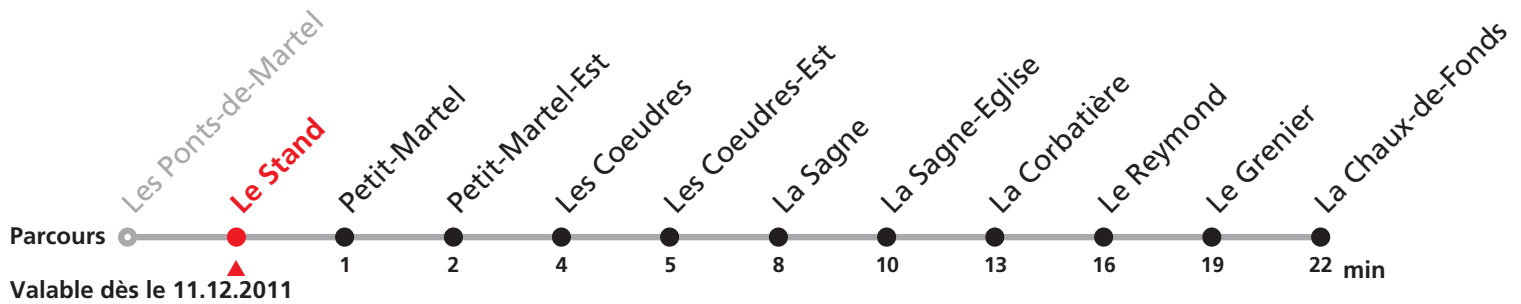 Les Ponts-de-Martel
Le Stand
Petit-Martel
Petit-Martel-Est
Les Coeudres
Les Coeudres-Est
La Sagne
La Sagne-Eglise
La Corbatière
Le Reymond
Le Grenier
La Chaux-de-Fonds
Parcours
1 2 4 5 8 10 13 16 19 22 min
Valable dès le 11.12.2011